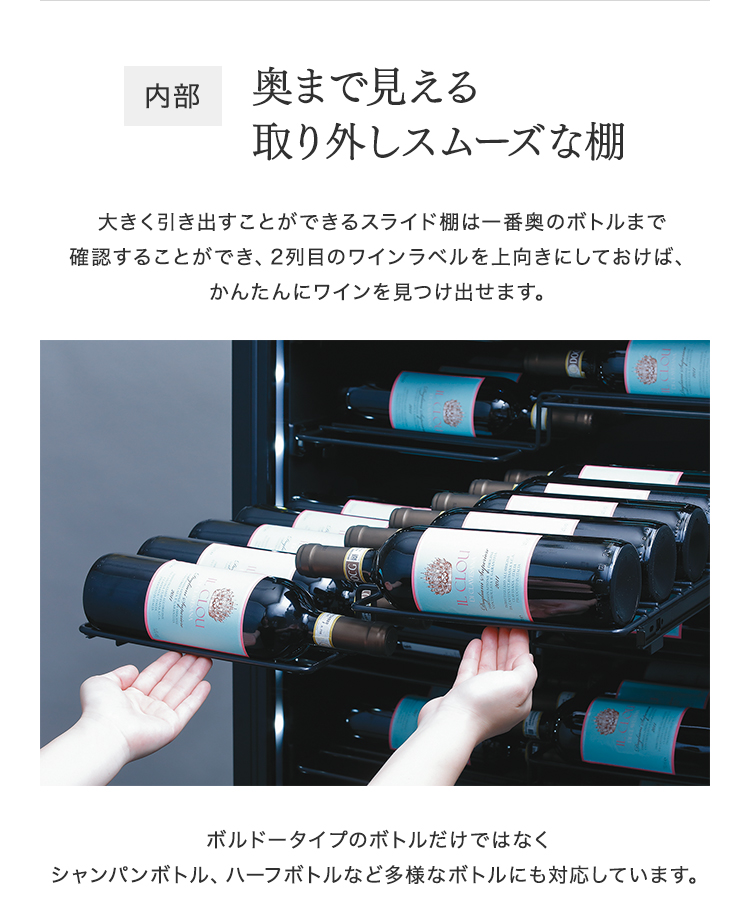 内部
奥まで見える
取り外しスムーズな棚
大きく引き出すことができるスライド棚は一番奥のボトルまで
確認することができ、2列目のワインラベルを上向きにしておけば、
かんたんにワインを見つけ出せます。
IL CLOU
IL CLOU
IL CLOU
ボルドータイプのボトルだけではなく
シャンパンボトル、ハーフボトルなど多様なボトルにも対応しています。